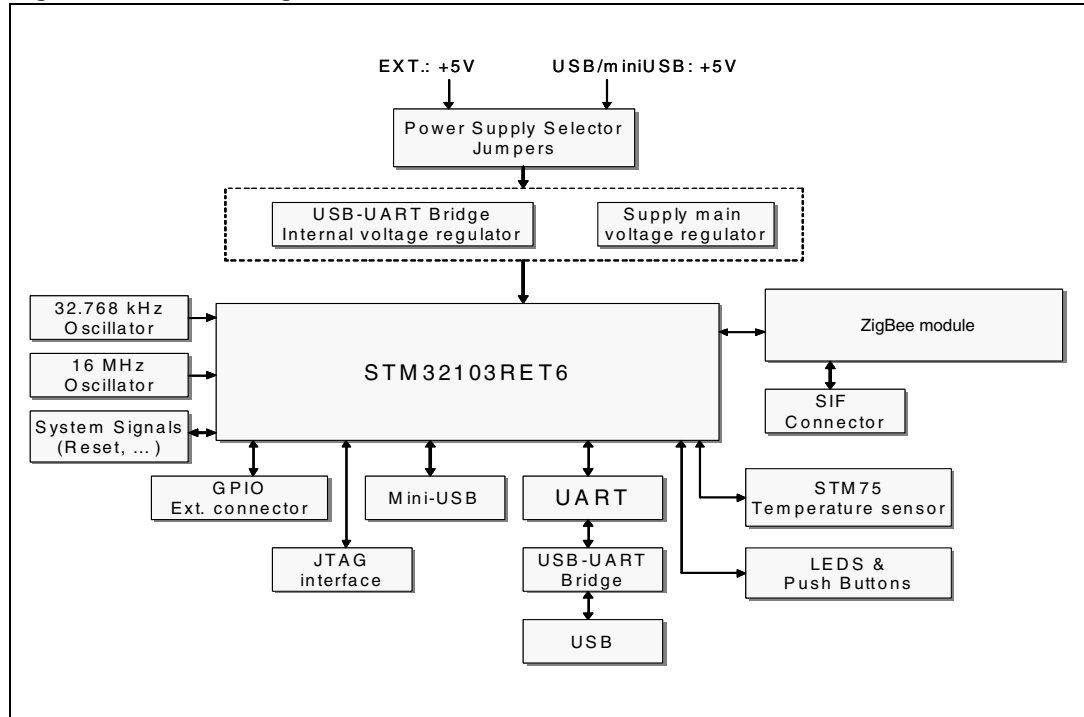 EXT.: +5V
USB/miniUSB: +5V
Power Supply Selector
Jumpers
USB-UART Bridge
Internal voltage regulator
Supply main
voltage regulator
32.768 kHz
Oscillator
16 MHz
Oscillator
System Signals
(Reset, ...)
STM32103RET6
ZigBee module
SIF
Connector
GPIO
Ext. connector
Mini-USB
UART
STM75
Temperature sensor
JTAG
interface
USB-UART
Bridge
LEDS &
Push Buttons
USB